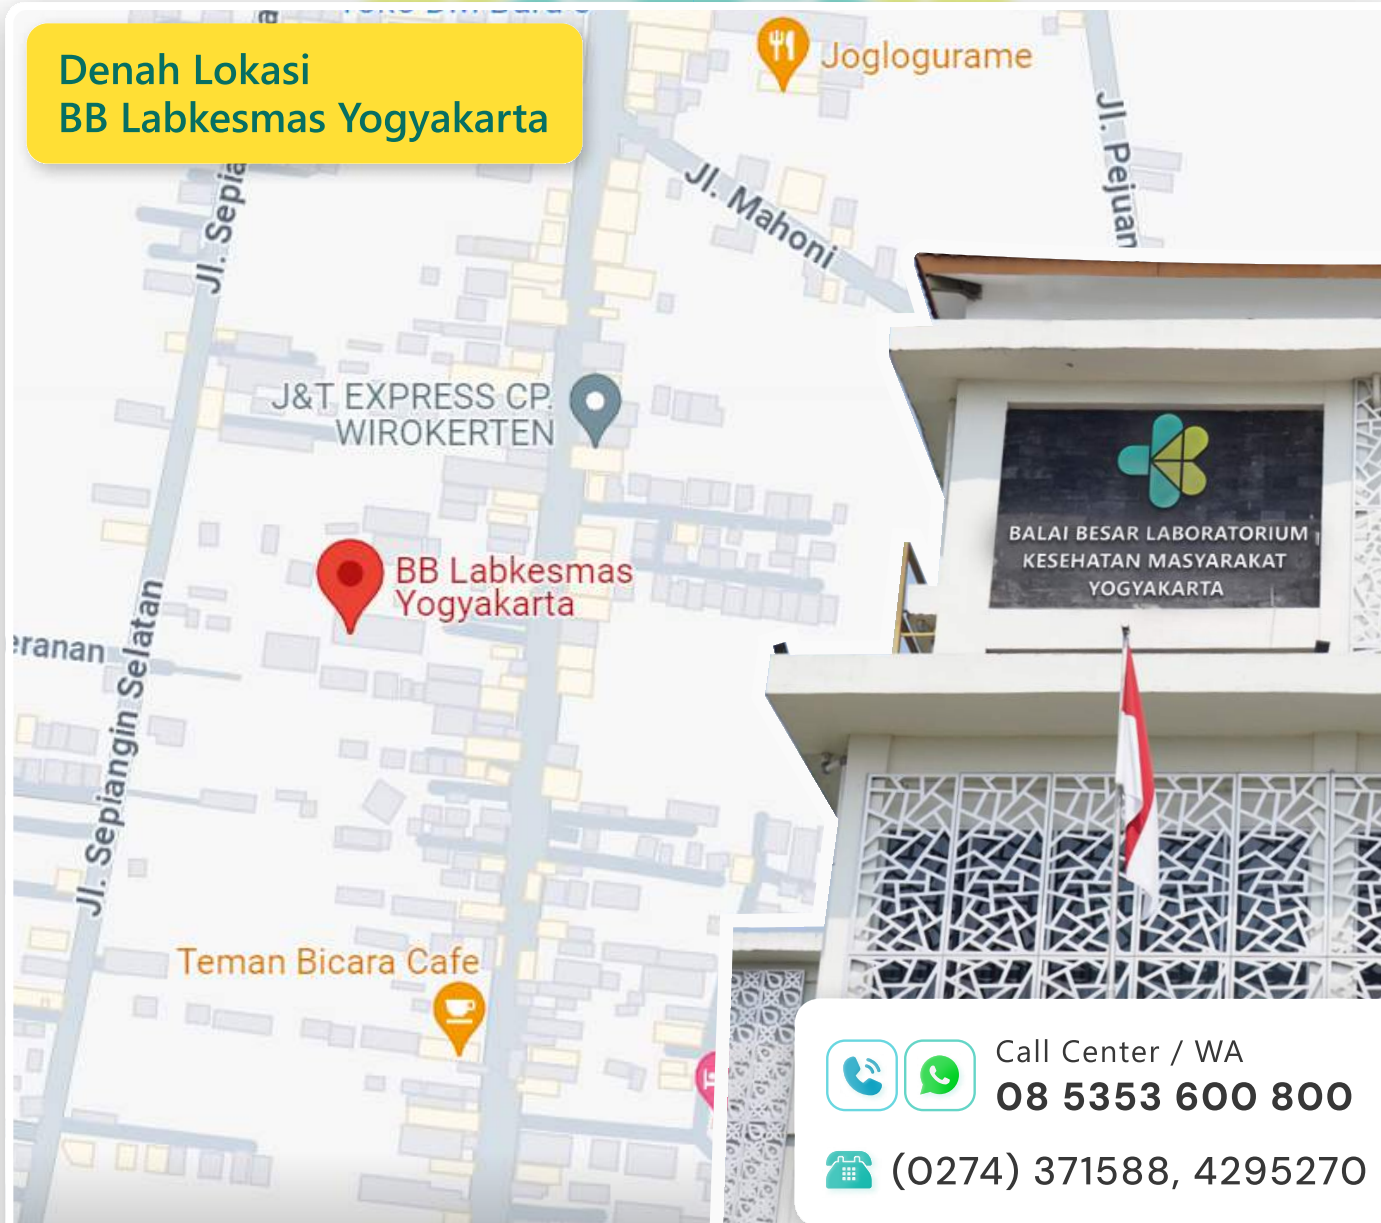 Denah Lokasi
BB Labkesmas Yogyakarta
Joglogurame
Jl. Pejuan
Jl. Mahoni
Jl. Sepia
J&T EXPRESS CP.
WIROKERTEN
BB Labkesmas
Yogyakarta
eranan
Jl. Sepiangin Selatan
Teman Bicara Cafe
BALAI BESAR LABORATORIUM
KESEHATAN MASYARAKAT
YOGYAKARTA
Call Center / WA
08 5353 600 800
(0274) 371588, 4295270